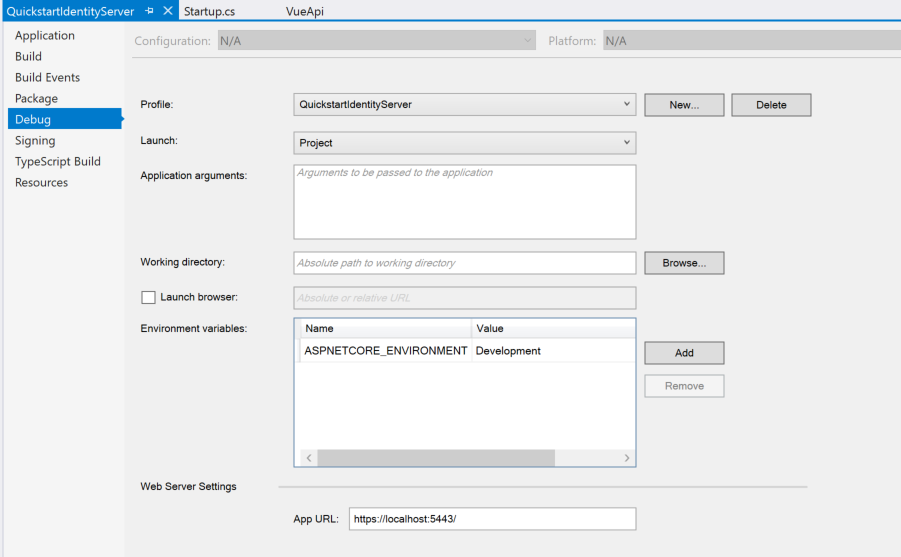 QuickstartIdentityServer Startup.cs VueApi
Application
Build
Build Events
Package
Debug
Signing
TypeScript Build
Resources
Configuration: N/A Platform: N/A
Profile: QuickstartIdentityServer New... Delete
Launch: Project
Application arguments: Arguments to be passed to the application
Working directory: Absolute path to working directory Browse...
Launch browser: Absolute or relative URL
Environment variables: Name Value
ASPNETCORE_ENVIRONMENT Development Add
Remove
Web Server Settings
App URL: https://localhost:5443/